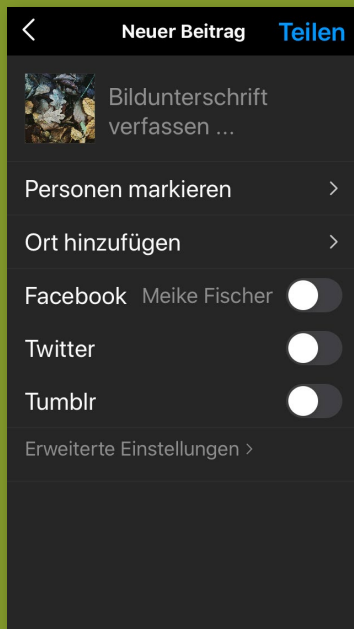 Neuer Beitrag Teilen
Bildunterschrift
verfassen ...
Personen markieren
Ort hinzufügen
Facebook Meike Fischer
Twitter
Tumblr
Erweiterte Einstellungen